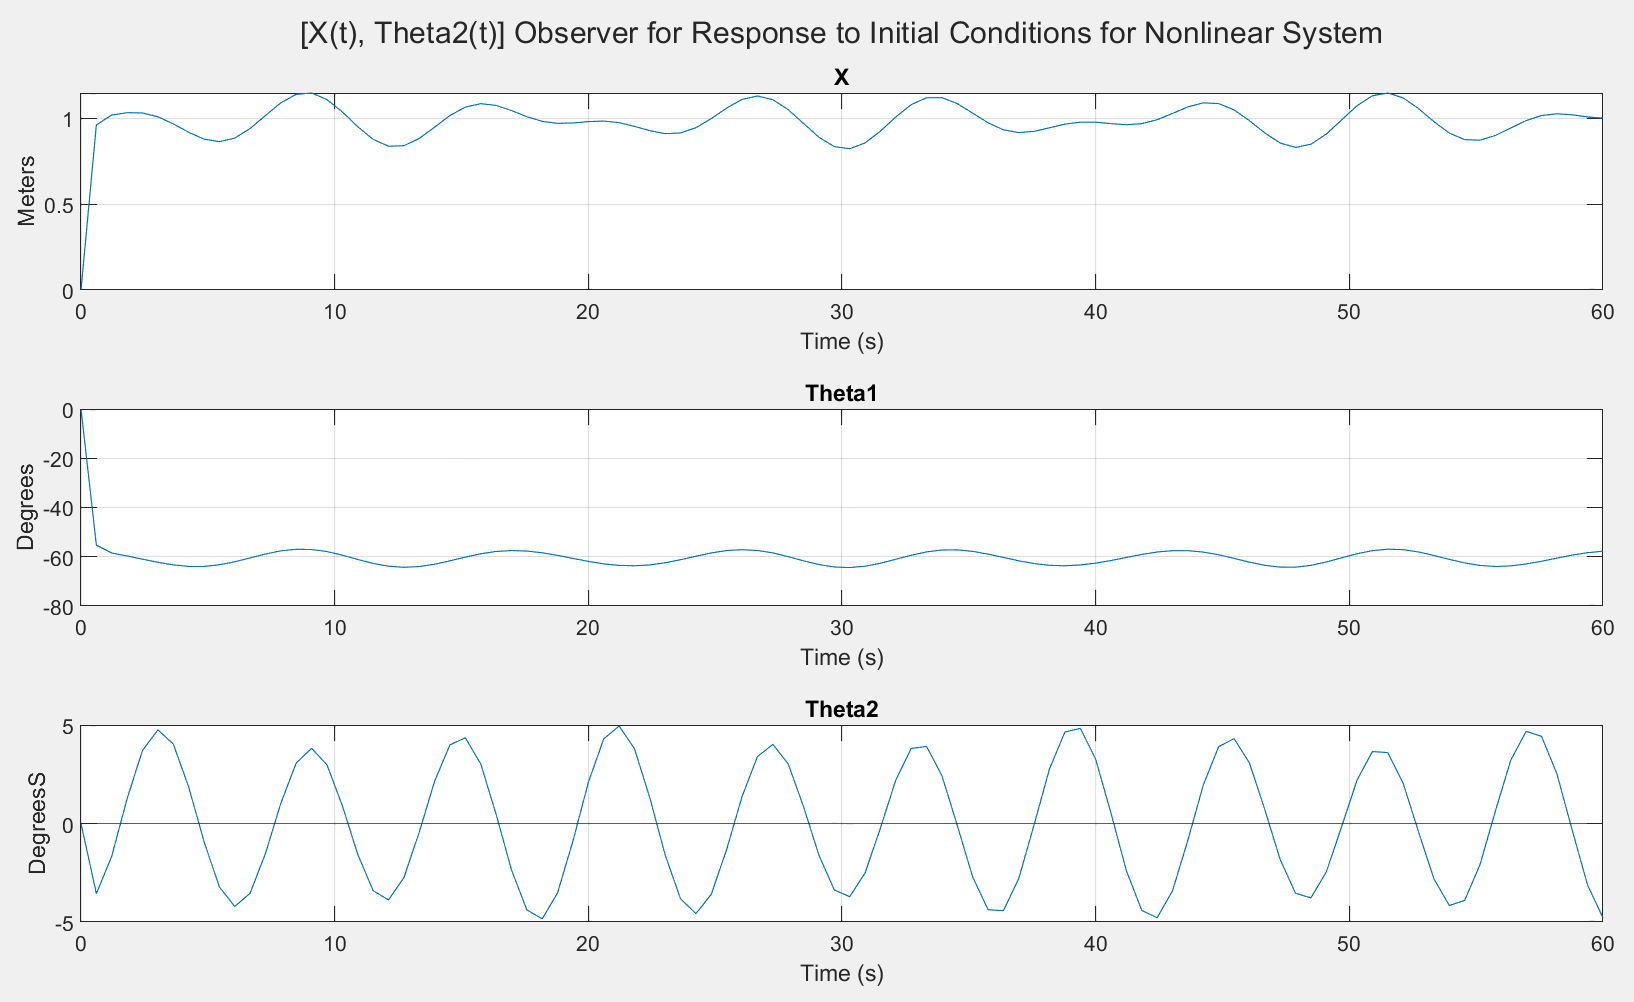 [X(t), Theta2(t)] Observer for Response to Initial Conditions for Nonlinear System
X
Meters
1
0.5
0
0 10 20 30 40 50 60
Time (s)
Theta1
Degrees
0
-20
-40
-60
-80
0 10 20 30 40 50 60
Time (s)
Theta2
DegreesS
5
0
-5
0 10 20 30 40 50 60
Time (s)